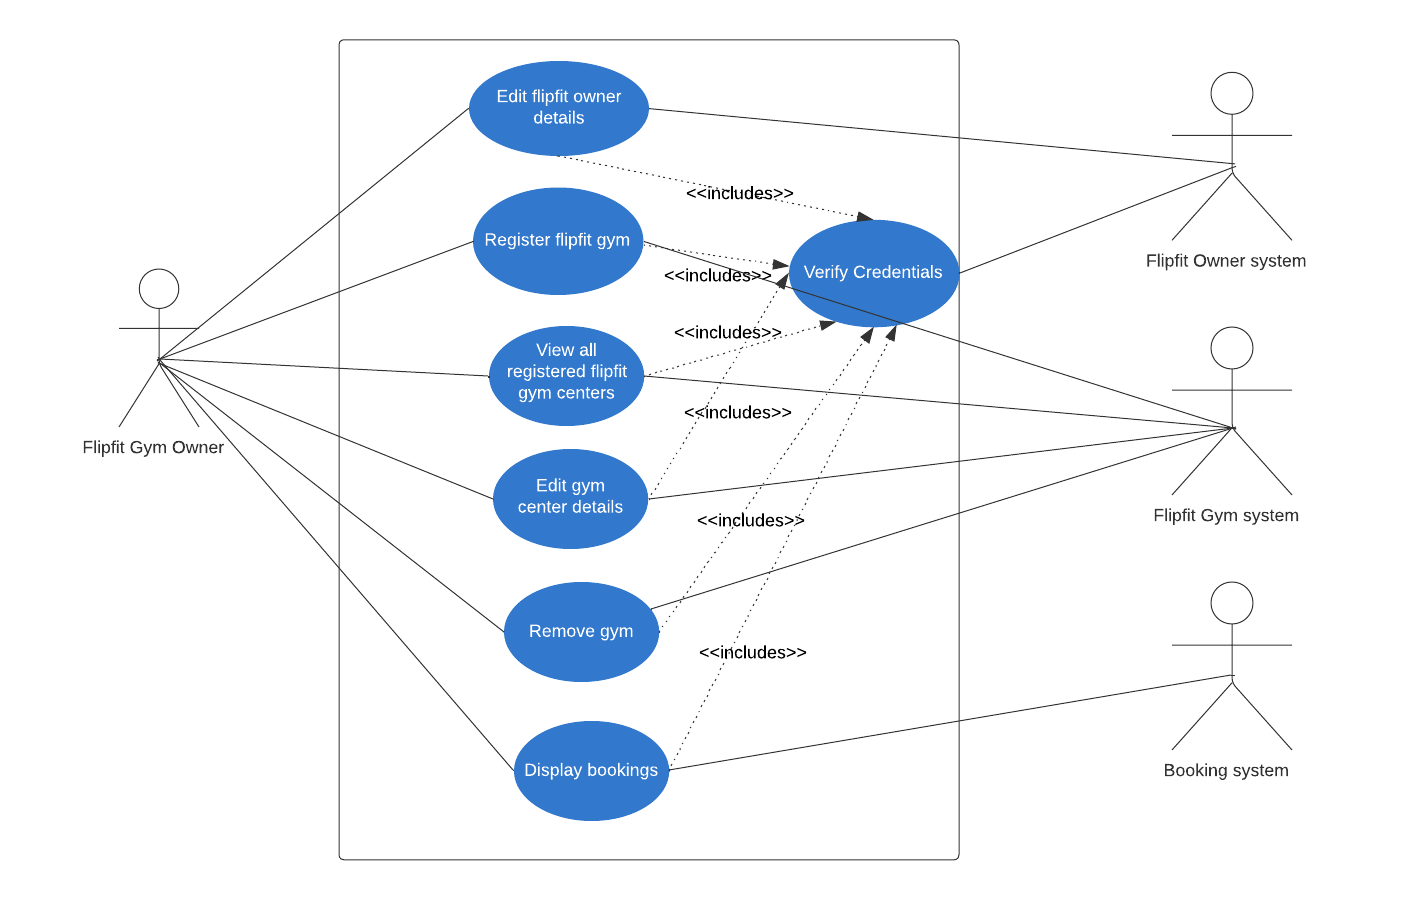 Edit flipfit owner
details
<<includes>>
Register flipfit gym
<<includes>>
Verify Credentials
Flipfit Owner system
<<includes>>
View all
registered flipfit
gym centers
<<includes>>
Flipfit Gym Owner
Edit gym
center details
<<includes>>
Flipfit Gym system
Remove gym
<<includes>>
Display bookings
Booking system